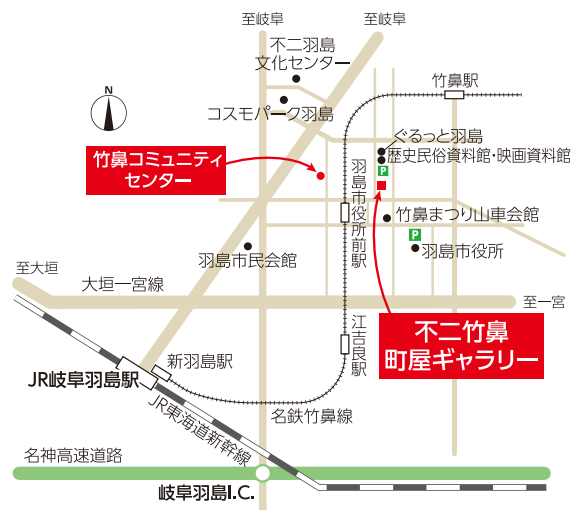 至岐阜
至岐阜
不二羽島
文化センター
コスモパーク羽島
竹鼻駅
N
ぐるっと羽島
歴史民俗資料館・映画資料館
P
竹鼻コミュニティ
センター
羽島市役所前駅
竹鼻まつり山車会館
P
羽島市役所
羽島市民会館
至大垣
大垣一宮線
至一宮
不二竹鼻
町屋ギャラリー
江吉良駅
新羽島駅
JR岐阜羽島駅
JR東海道新幹線
名鉄竹鼻線
名神高速道路
岐阜羽島I.C.